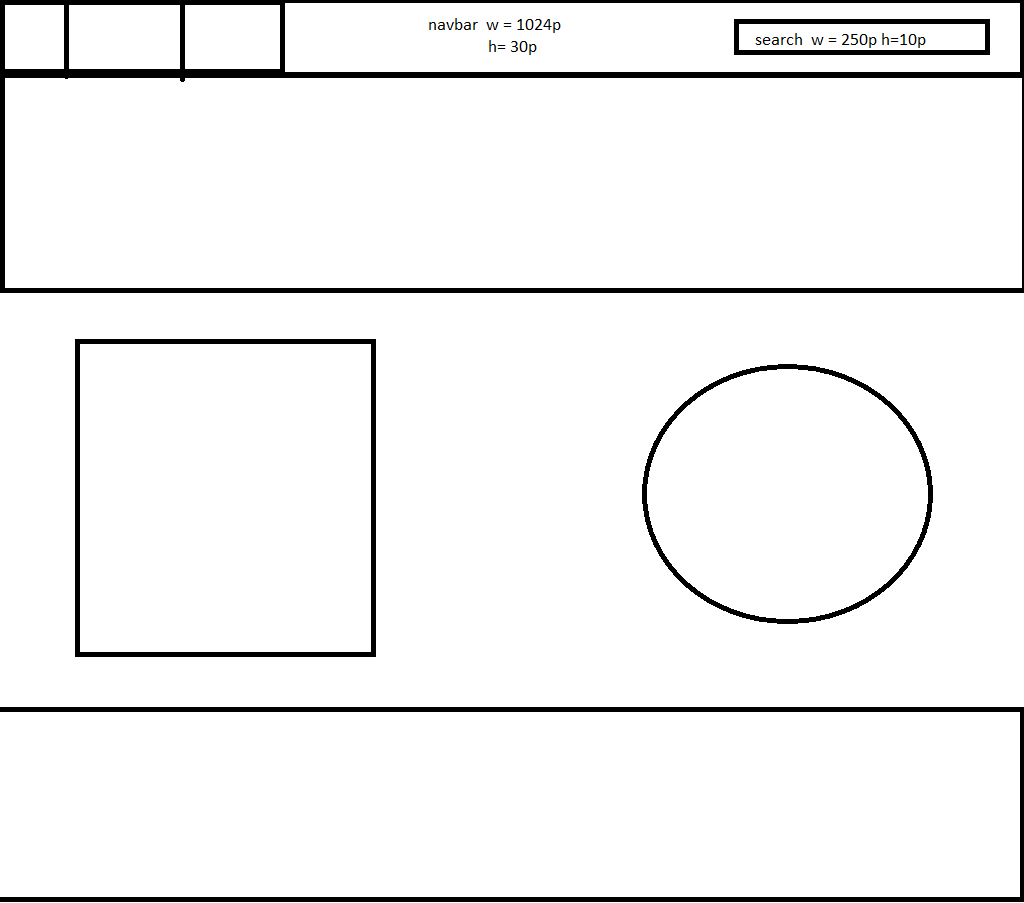 navbar  w = 1024p
h= 30p
search  w = 250p h=10p